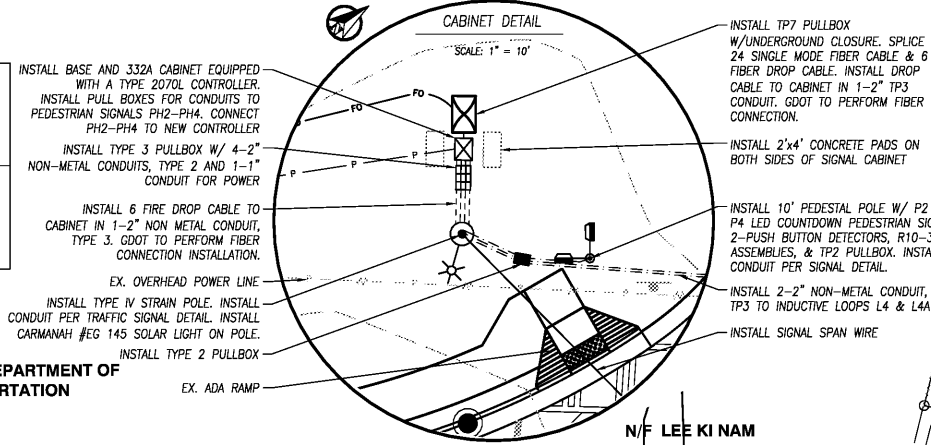 CABINET DETAIL
SCALE: 1" = 10'
INSTALL BASE AND 332A CABINET EQUIPPED
WITH A TYPE 2070L CONTROLLER.
INSTALL PULL BOXES FOR CONDUITS TO
PEDESTRIAN SIGNALS PH2-PH4. CONNECT
PH2-PH4 TO NEW CONTROLLER
INSTALL TYPE 3 PULLBOX W/ 4-2"
NON-METAL CONDUITS, TYPE 2 AND 1-1"
CONDUIT FOR POWER
INSTALL 6 FIRE DROP CABLE TO
CABINET IN 1-2" NON METAL CONDUIT,
TYPE 3. GDOT TO PERFORM FIBER
CONNECTION INSTALLATION.
EX. OVERHEAD POWER LINE
INSTALL TYPE IV STRAIN POLE. INSTALL
CONDUIT PER TRAFFIC SIGNAL DETAIL. INSTALL
CARMANAH #EG 145 SOLAR LIGHT ON POLE.
INSTALL TYPE 2 PULLBOX
EX. ADA RAMP
EPARTMENT OF
RTATION
FO
FO
P
P
P
INSTALL TP7 PULLBOX
W/UNDERGROUND CLOSURE. SPLICE
24 SINGLE MODE FIBER CABLE & 6
FIBER DROP CABLE. INSTALL DROP
CABLE TO CABINET IN 1-2" TP3
CONDUIT. GDOT TO PERFORM FIBER
CONNECTION.
INSTALL 2'x4' CONCRETE PADS ON
BOTH SIDES OF SIGNAL CABINET
INSTALL 10' PEDESTAL POLE W/ P2
P4 LED COUNTDOWN PEDESTRIAN SIG
2-PUSH BUTTON DETECTORS, R10-3
ASSEMBLIES, & TP2 PULLBOX. INSTA
CONDUIT PER SIGNAL DETAIL.
INSTALL 2-2" NON-METAL CONDUIT,
TP3 TO INDUCTIVE LOOPS L4 & L4A
INSTALL SIGNAL SPAN WIRE
N/F LEE KI NAM